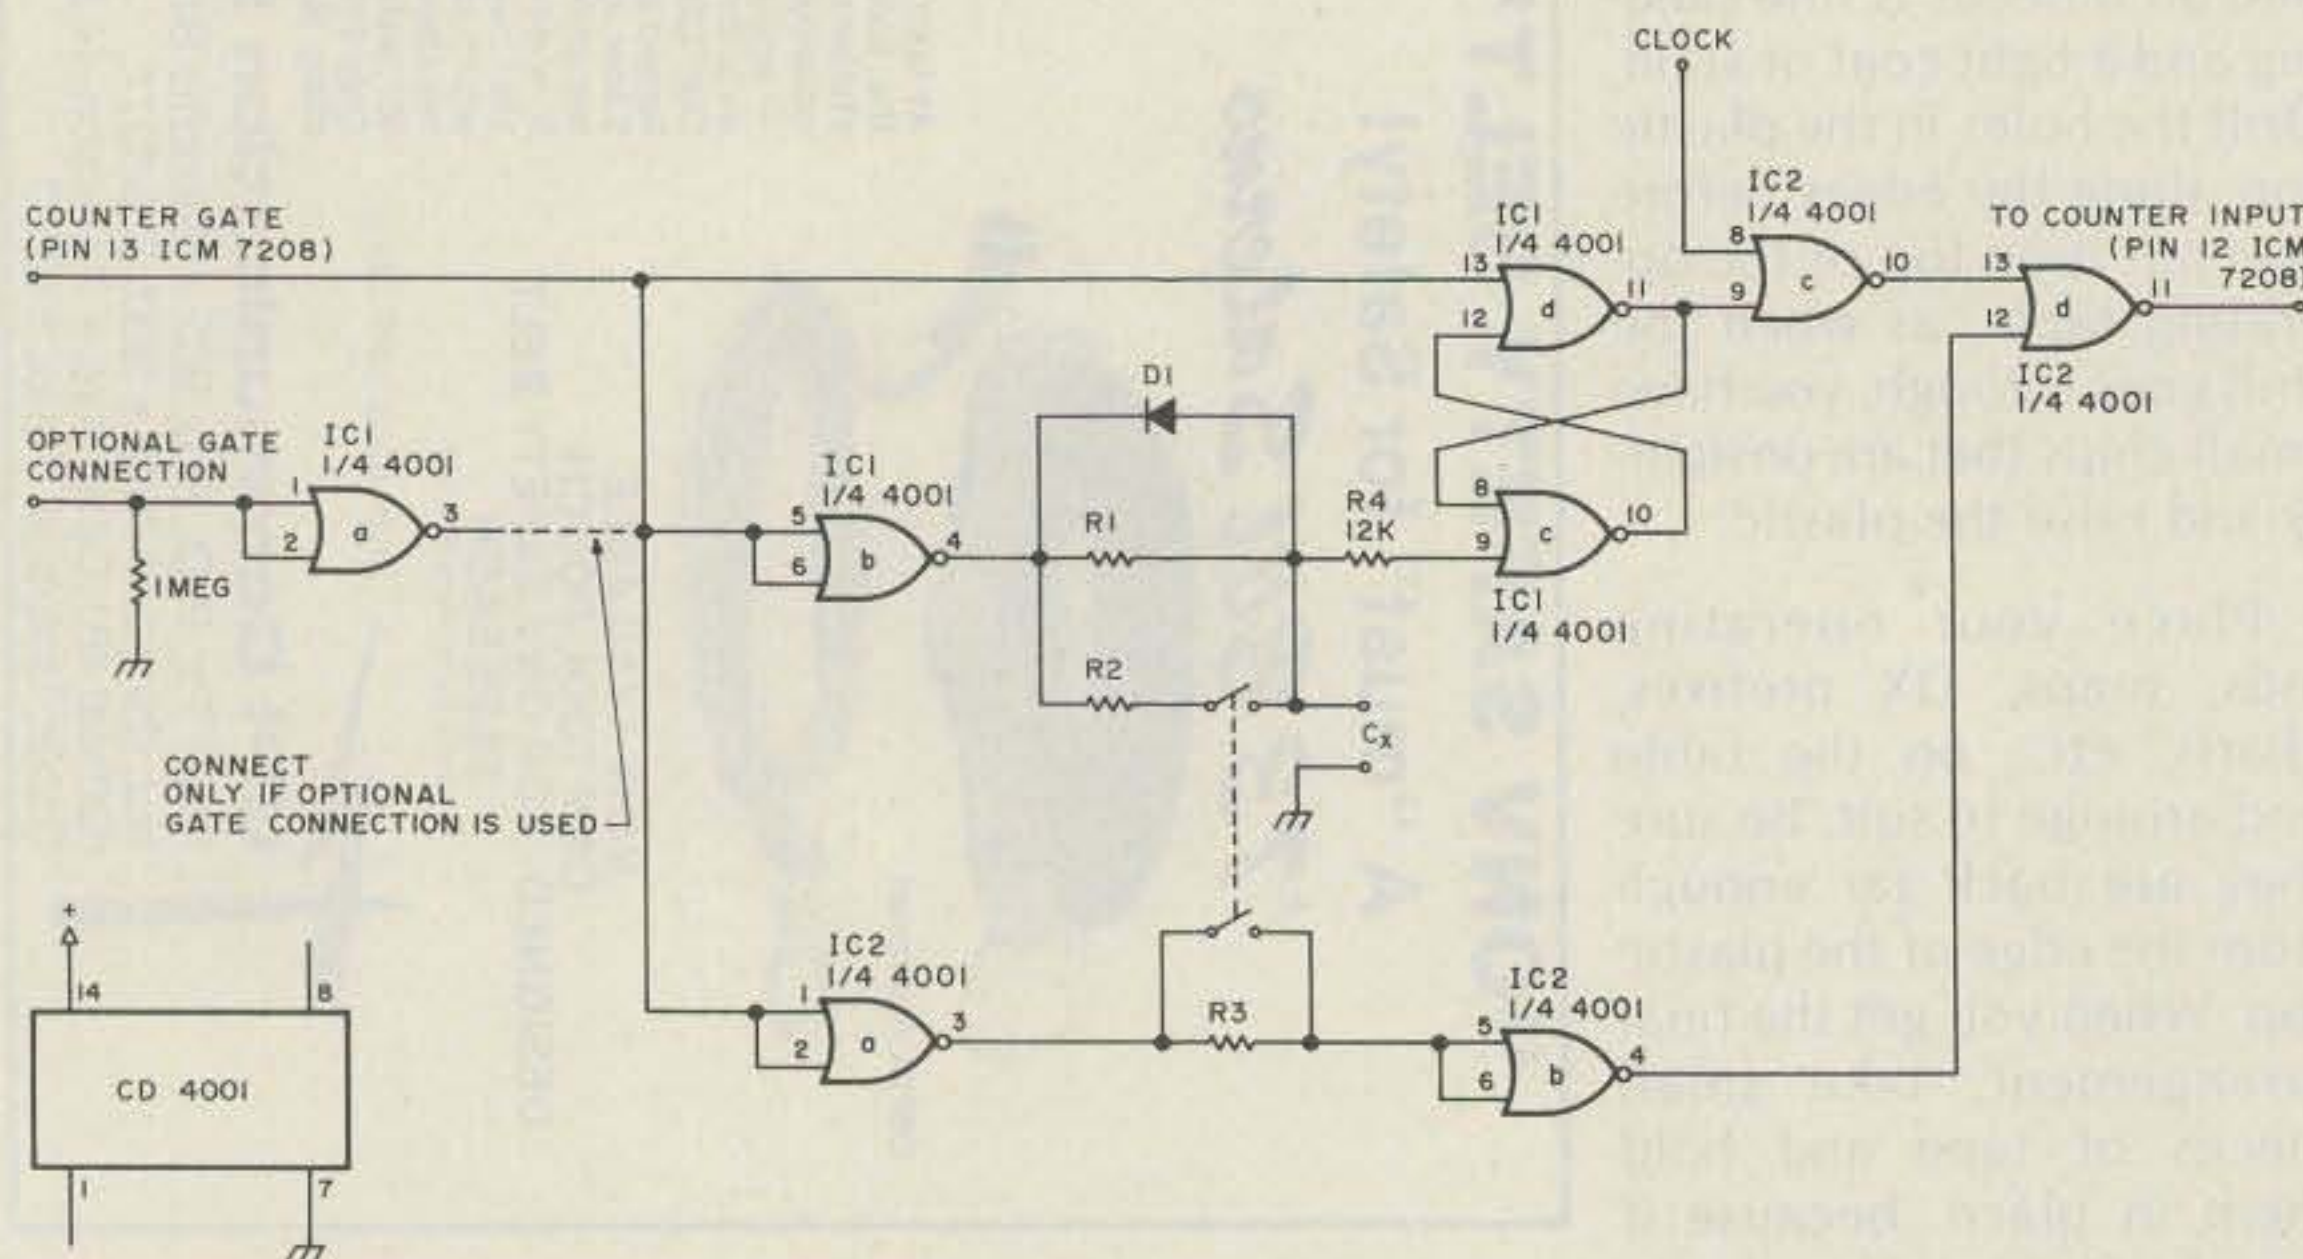 CLOCK
IC2
1/4 4001
8
9
c
10
COUNTER GATE
(PIN 13 ICM 7208)
IC1
1/4 4001
13
12
d
11
TO COUNTER INPUT
(PIN 12 ICM
7208)
13
12
d
11
IC2
1/4 4001
D1
OPTIONAL GATE
CONNECTION
IC1
1/4 4001
1
2
a
3
1MEG
IC1
1/4 4001
5
6
b
4
R1
R4
12K
8
9
c
10
IC1
1/4 4001
R2
Cx
CONNECT
ONLY IF OPTIONAL
GATE CONNECTION IS USED
IC2
1/4 4001
1
2
a
3
R3
IC2
1/4 4001
5
6
b
4
+
14
8
CD 4001
1
7